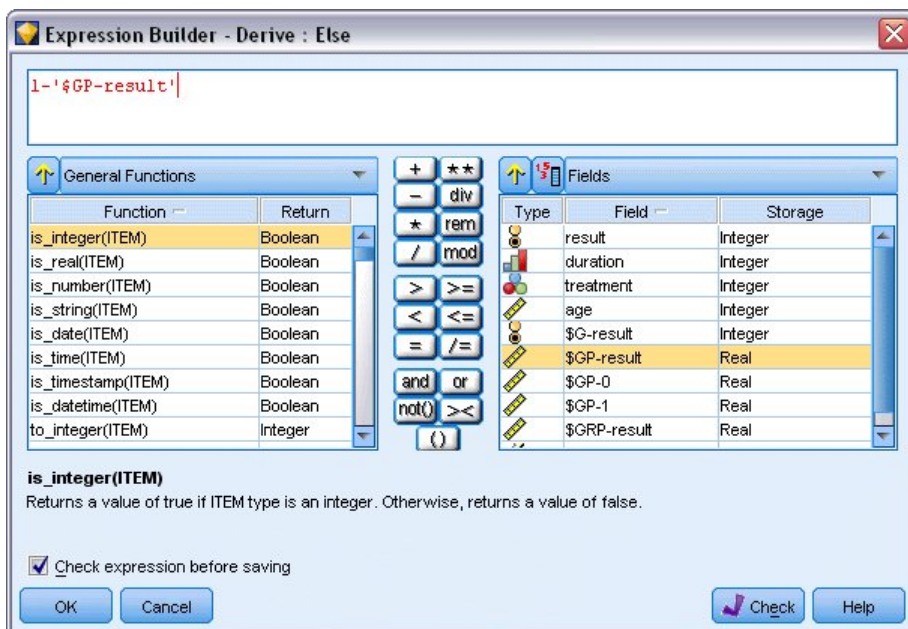 Expression Builder - Derive : Else
1-'$GP-result'
General Functions
Function Return
is_integer(ITEM) Boolean
is_real(ITEM) Boolean
is_number(ITEM) Boolean
is_string(ITEM) Boolean
is_date(ITEM) Boolean
is_time(ITEM) Boolean
is_timestamp(ITEM) Boolean
is_datetime(ITEM) Boolean
to_integer(ITEM) Integer
+ **
- div
* rem
/ mod
> >=
< <=
= /=
and or
not() ><
()
Fields
Type Field Storage
result Integer
duration Integer
treatment Integer
age Integer
$G-result Integer
$GP-result Real
$GP-0 Real
$GP-1 Real
$GRP-result Real
is_integer(ITEM)
Returns a value of true if ITEM type is an integer. Otherwise, returns a value of false.
Check expression before saving
OK Cancel Check Help